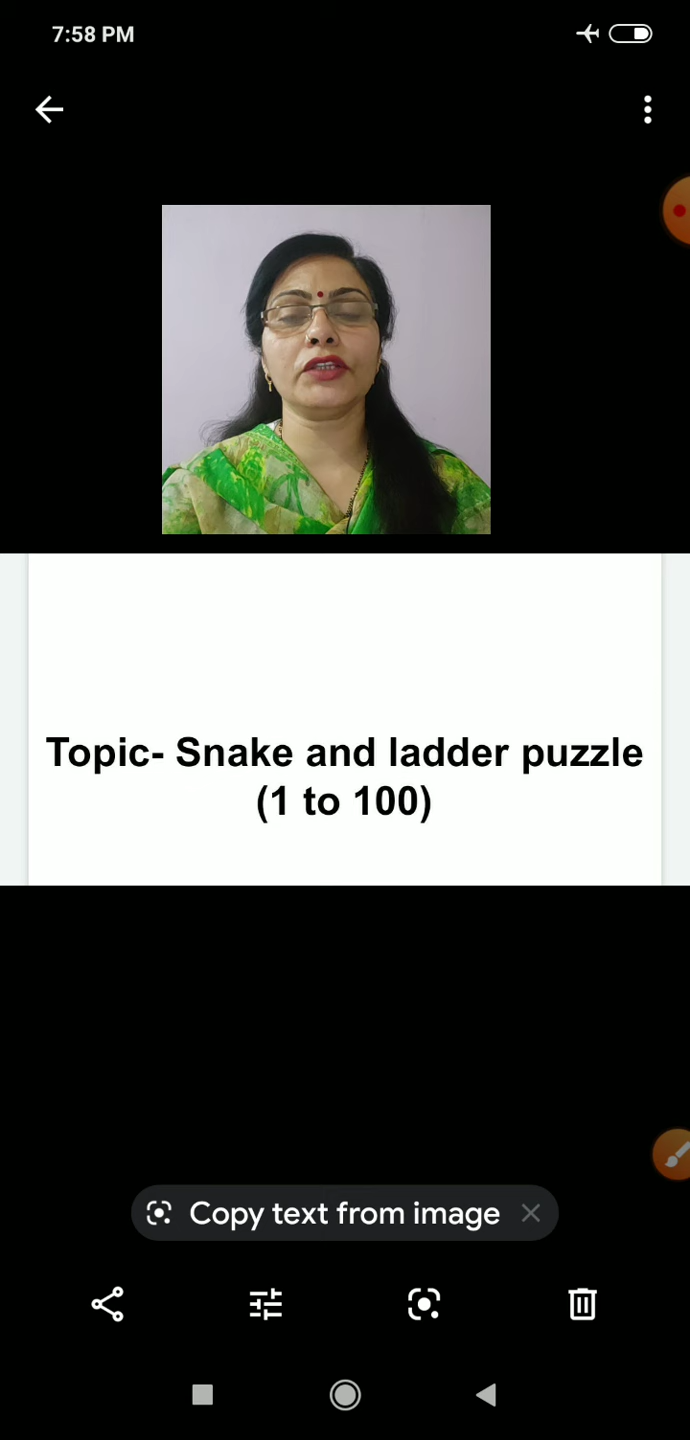 7:58 PM
Topic- Snake and ladder puzzle
(1 to 100)
Copy text from image